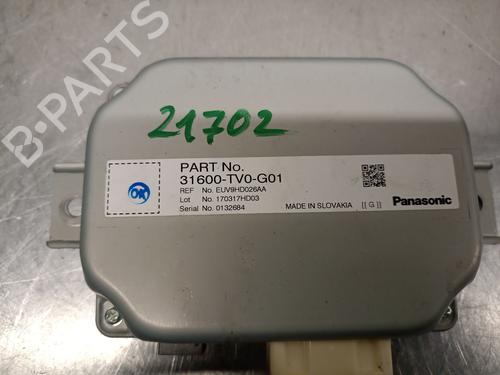 B-PARTS
21702
PART No.
31600-TV0-G01
REF No. EUV9HD026AA
Lot No. 170317HD03
Serial No. 0132684
MADE IN SLOVAKIA [[ G ]] Panasonic
OK